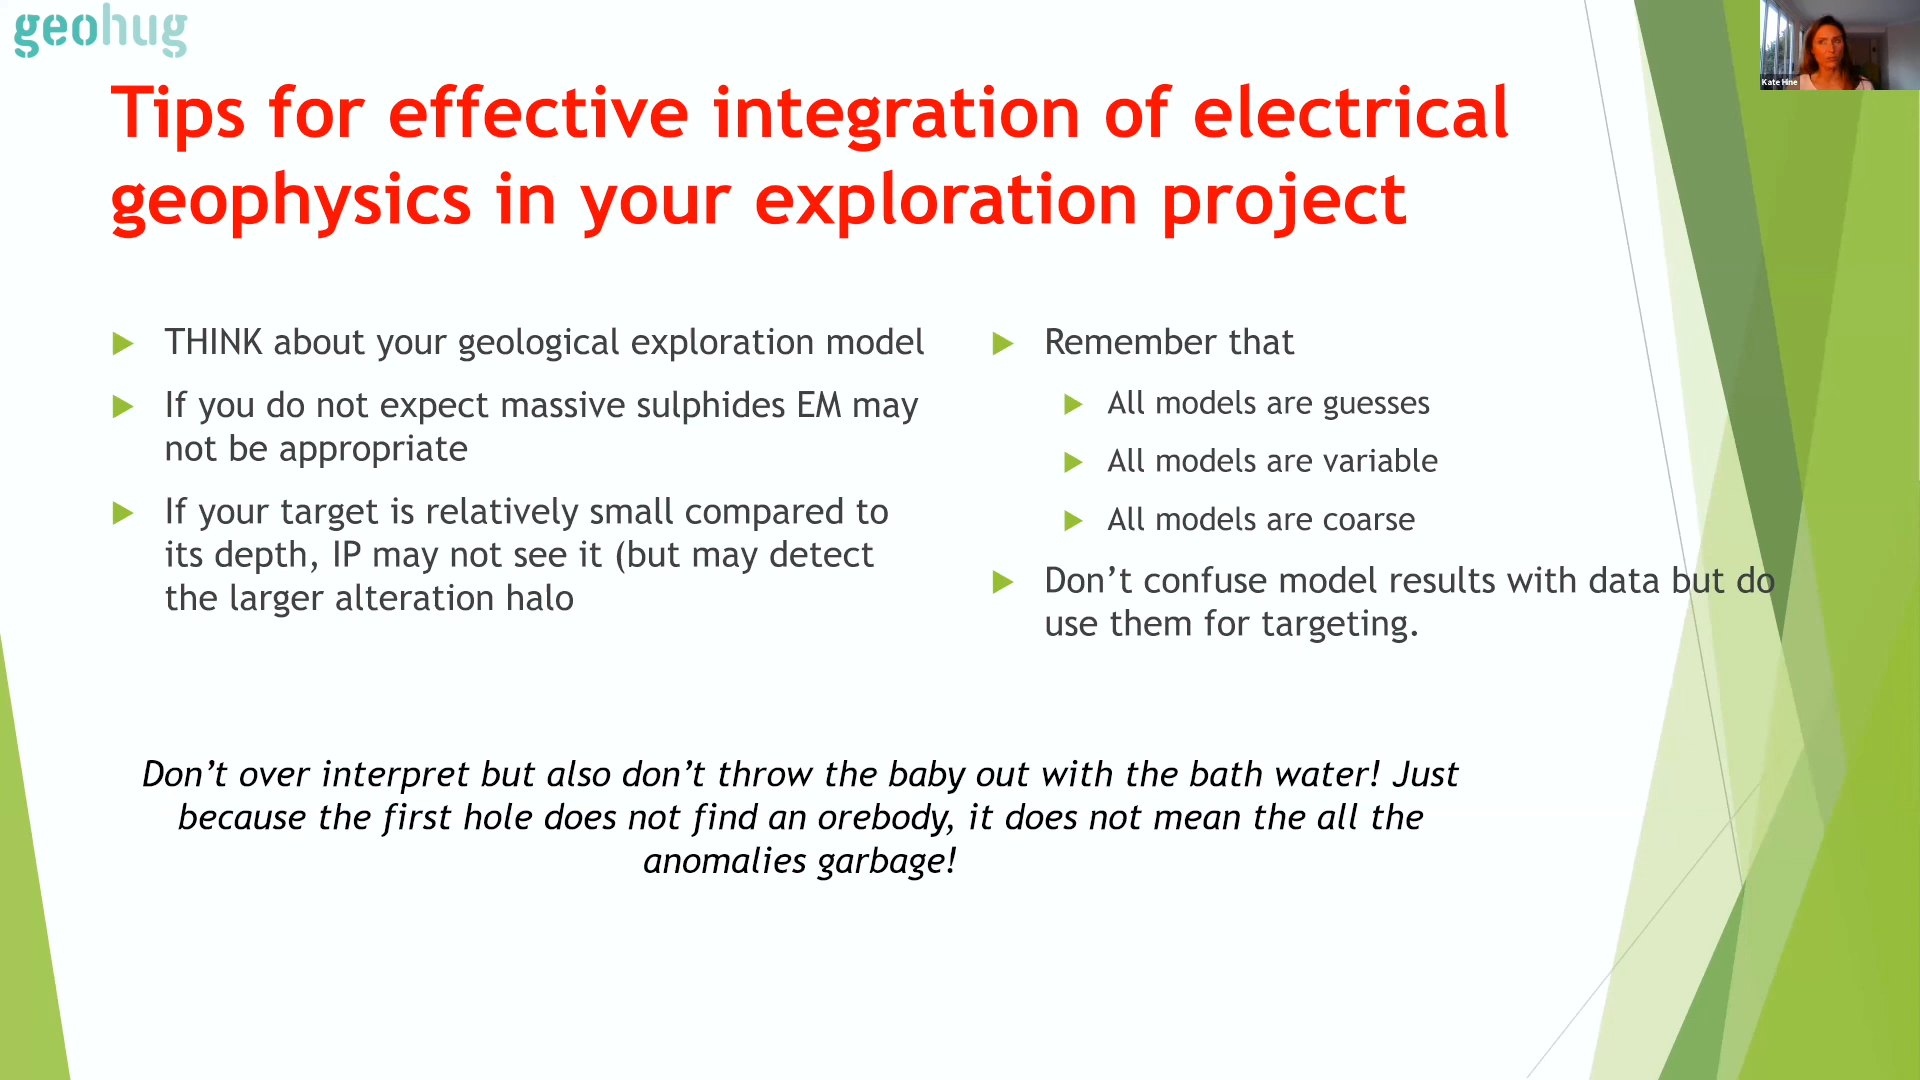 geohug
Kate Hine
Tips for effective integration of electrical
geophysics in your exploration project
THINK about your geological exploration model
If you do not expect massive sulphides EM may
not be appropriate
If your target is relatively small compared to
its depth, IP may not see it (but may detect
the larger alteration halo
Remember that
All models are guesses
All models are variable
All models are coarse
Don’t confuse model results with data but do
use them for targeting.
Don’t over interpret but also don’t throw the baby out with the bath water! Just
because the first hole does not find an orebody, it does not mean the all the
anomalies garbage!